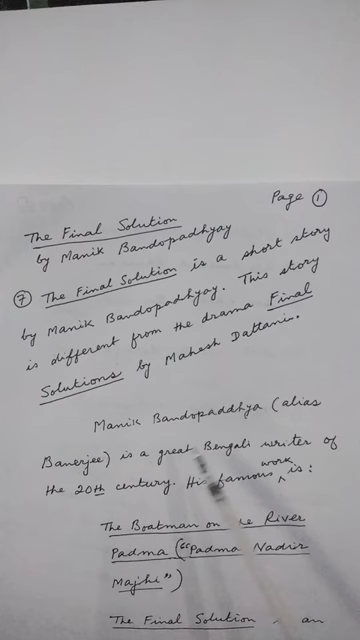 Page ①
The Final Solution
by Manik Bandopadhyay
⑦ The Final Solution is a short story
by Manik Bandopadhyay. This story
is different from the drama Final
Solutions by Mahesh Dattani.
Manik Bandopaddhya (alias
Banerjee) is a great Bengali writer of
the 20th century. His famous work is:
The Boatman on River
Padma ("Padma Nadir
Majhi")
The Final Solution an